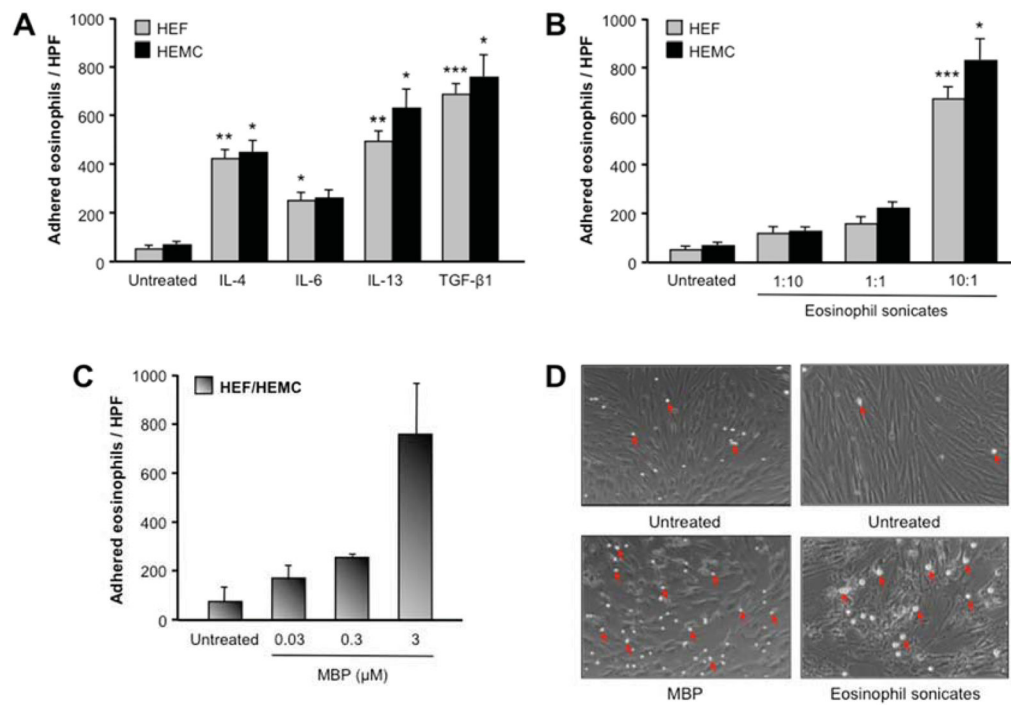 A
HEF
HEMC
Adhered eosinophils / HPF
1000
800
600
400
200
0
**
*
*
**
*
***
*
Untreated IL-4 IL-6 IL-13 TGF-β1
B
HEF
HEMC
Adhered eosinophils / HPF
1000
800
600
400
200
0
***
*
Untreated 1:10 1:1 10:1
Eosinophil sonicates
C
HEF/HEMC
Adhered eosinophils / HPF
1000
800
600
400
200
0
Untreated 0.03 0.3 3
MBP (µM)
D
Untreated
Untreated
MBP
Eosinophil sonicates